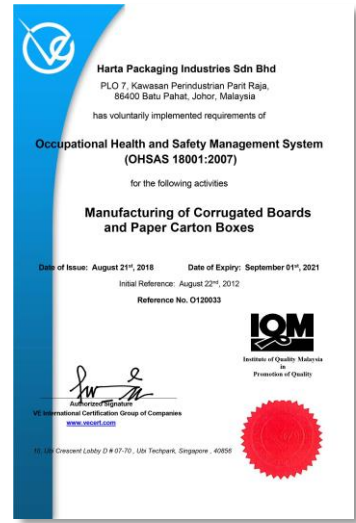 VE
Harta Packaging Industries Sdn Bhd
PLO 7, Kawasan Perindustrian Parit Raja,
86400 Batu Pahat, Johor, Malaysia
has voluntarily implemented requirements of
Occupational Health and Safety Management System
(OHSAS 18001:2007)
for the following activities
Manufacturing of Corrugated Boards
and Paper Carton Boxes
Date of Issue: August 21st, 2018 Date of Expiry: September 01st, 2021
Initial Reference: August 22nd, 2012
Reference No. O120033
IQM
Institute of Quality Malaysia
in
Promotion of Quality
Authorized Signature
VE International Certification Group of Companies
www.vecert.com
10, Ubi Crescent Lobby D # 07-70 , Ubi Techpark, Singapore , 40856